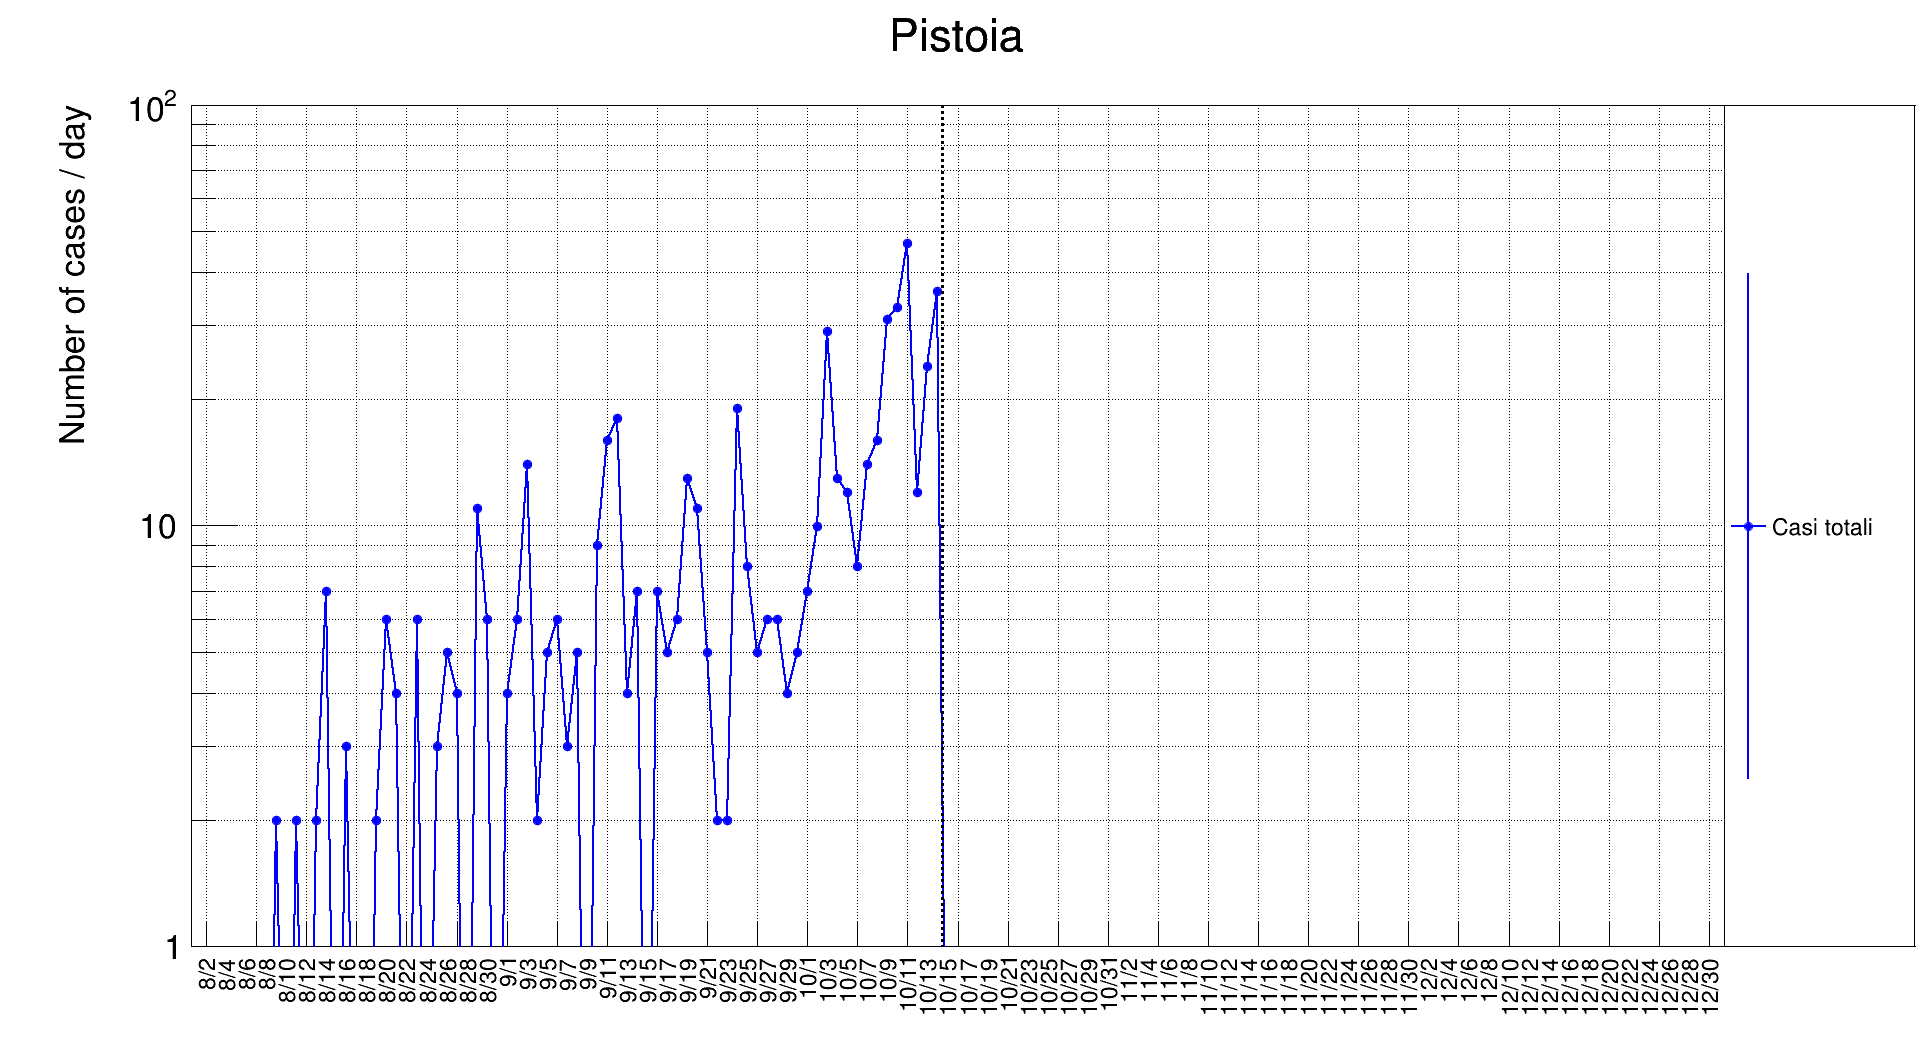 Pistoia
Number of cases / day
10²
10
1
8/2 8/4 8/6 8/8 8/10 8/12 8/14 8/16 8/18 8/20 8/22 8/24 8/26 8/28 8/30 9/1 9/3 9/5 9/7 9/9 9/11 9/13 9/15 9/17 9/19 9/21 9/23 9/25 9/27 9/29 10/1 10/3 10/5 10/7 10/9 10/11 10/13 10/15 10/17 10/19 10/21 10/23 10/25 10/27 10/29 10/31 11/2 11/4 11/6 11/8 11/10 11/12 11/14 11/16 11/18 11/20 11/22 11/24 11/26 11/28 11/30 12/2 12/4 12/6 12/8 12/10 12/12 12/14 12/16 12/18 12/20 12/22 12/24 12/26 12/28 12/30
Casi totali